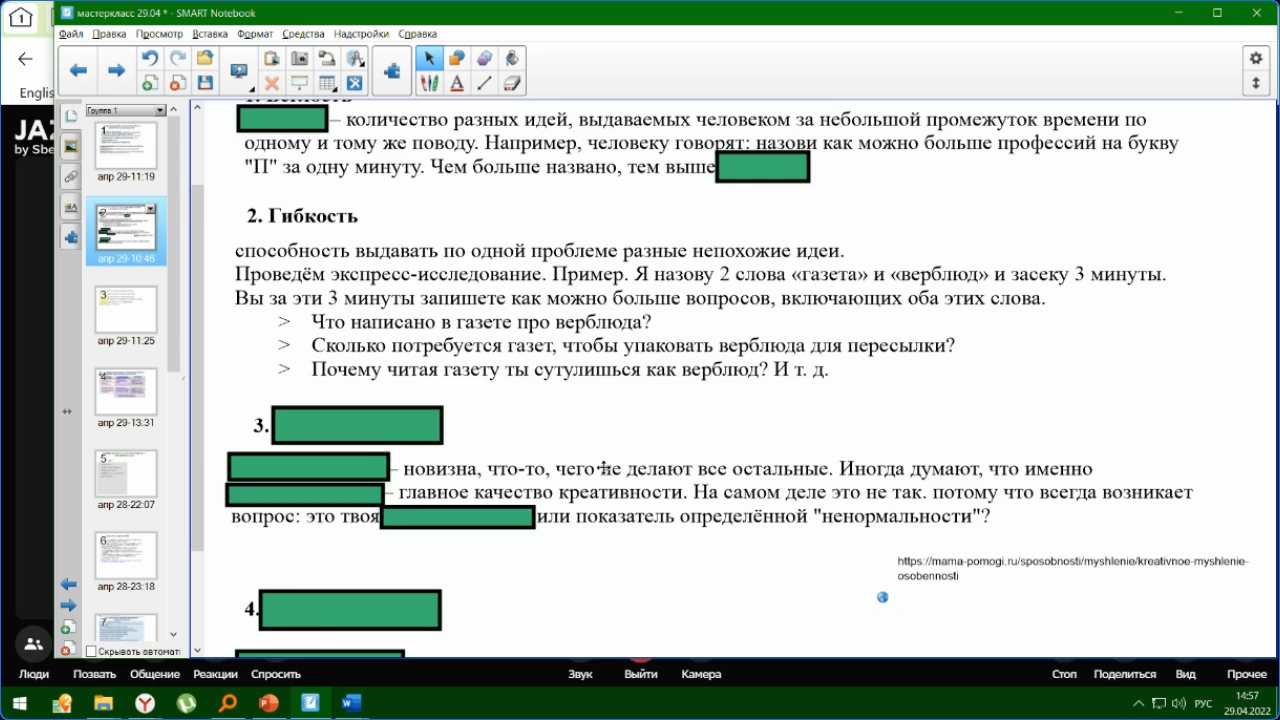 1
мастеркласс 29.04 * - SMART Notebook
Файл Правка Просмотр Вставка Формат Средства Надстройки Справка
Englis
JAZ
by Sbe
Группа 1
апр 29-11:19
апр 29-10:46
апр 29-11:25
апр 29-13:31
апр 28-22:07
апр 28-23:18
Скрывать автомат
– количество разных идей, выдаваемых человеком за небольшой промежуток времени по
одному и тому же поводу. Например, человеку говорят: назови как можно больше профессий на букву
"П" за одну минуту. Чем больше названо, тем выше
2. Гибкость
способность выдавать по одной проблеме разные непохожие идеи.
Проведём экспресс-исследование. Пример. Я назову 2 слова «газета» и «верблюд» и засеку 3 минуты.
Вы за эти 3 минуты запишете как можно больше вопросов, включающих оба этих слова.
> Что написано в газете про верблюда?
> Сколько потребуется газет, чтобы упаковать верблюда для пересылки?
> Почему читая газету ты сутулишься как верблюд? И т. д.
3.
– новизна, что-то, чего не делают все остальные. Иногда думают, что именно
– главное качество креативности. На самом деле это не так. потому что всегда возникает
вопрос: это твоя или показатель определённой "ненормальности"?
https://mama-pomogi.ru/sposobnosti/myshlenie/kreativnoe-myshlenie-
osobennosti
4.
Люди Позвать Общение Реакции Спросить Звук Выйти Камера Стоп Поделиться Вид Прочее
РУС
14:57
29.04.2022